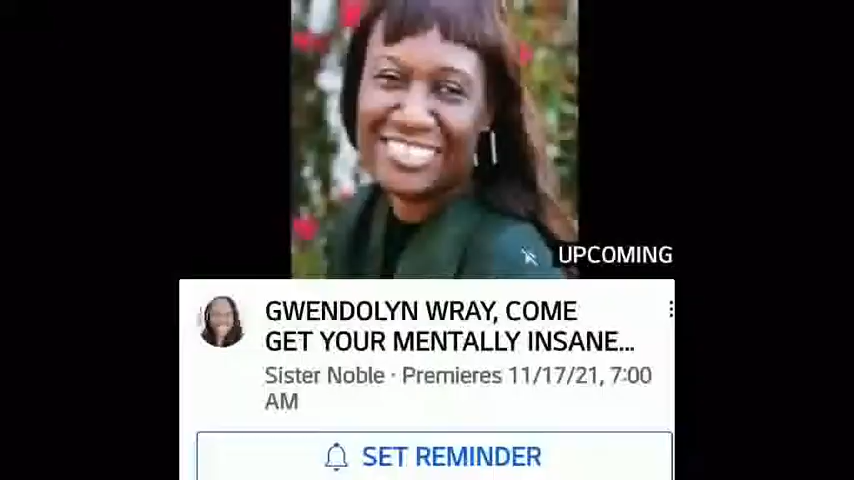 UPCOMING
GWENDOLYN WRAY, COME
GET YOUR MENTALLY INSANE...
Sister Noble · Premieres 11/17/21, 7:00
AM
SET REMINDER